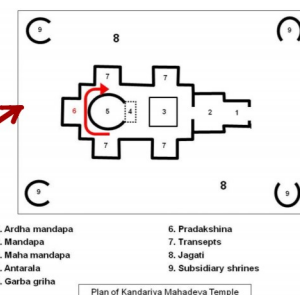 9
9
8
7
7
6
5
4
3
2
1
7
7
8
9
9
. Ardha mandapa
. Mandapa
. Maha mandapa
. Antarala
. Garba griha
6. Pradakshina
7. Transepts
8. Jagati
9. Subsidiary shrines
Plan of Kandariya Mahadeva Temple